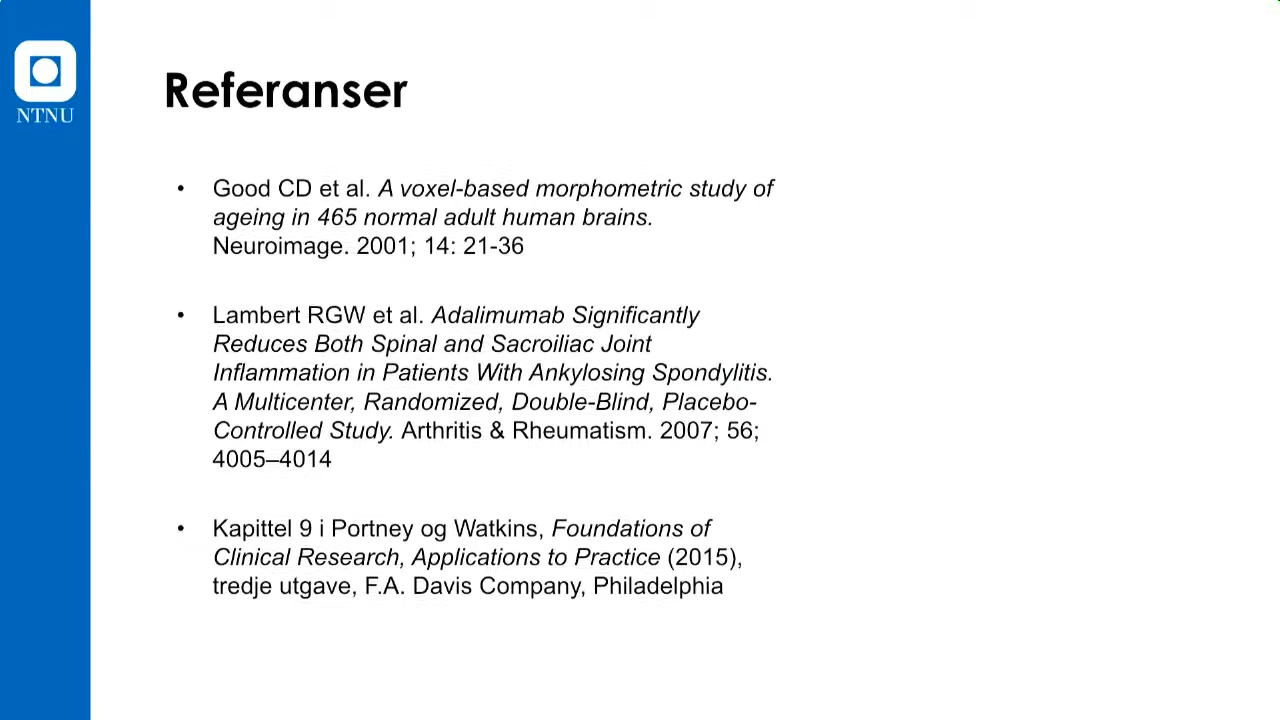 NTNU
Referanser
• Good CD et al. A voxel-based morphometric study of
ageing in 465 normal adult human brains.
Neuroimage. 2001; 14: 21-36
• Lambert RGW et al. Adalimumab Significantly
Reduces Both Spinal and Sacroiliac Joint
Inflammation in Patients With Ankylosing Spondylitis.
A Multicenter, Randomized, Double-Blind, Placebo-
Controlled Study. Arthritis & Rheumatism. 2007; 56;
4005–4014
• Kapittel 9 i Portney og Watkins, Foundations of
Clinical Research, Applications to Practice (2015),
tredje utgave, F.A. Davis Company, Philadelphia